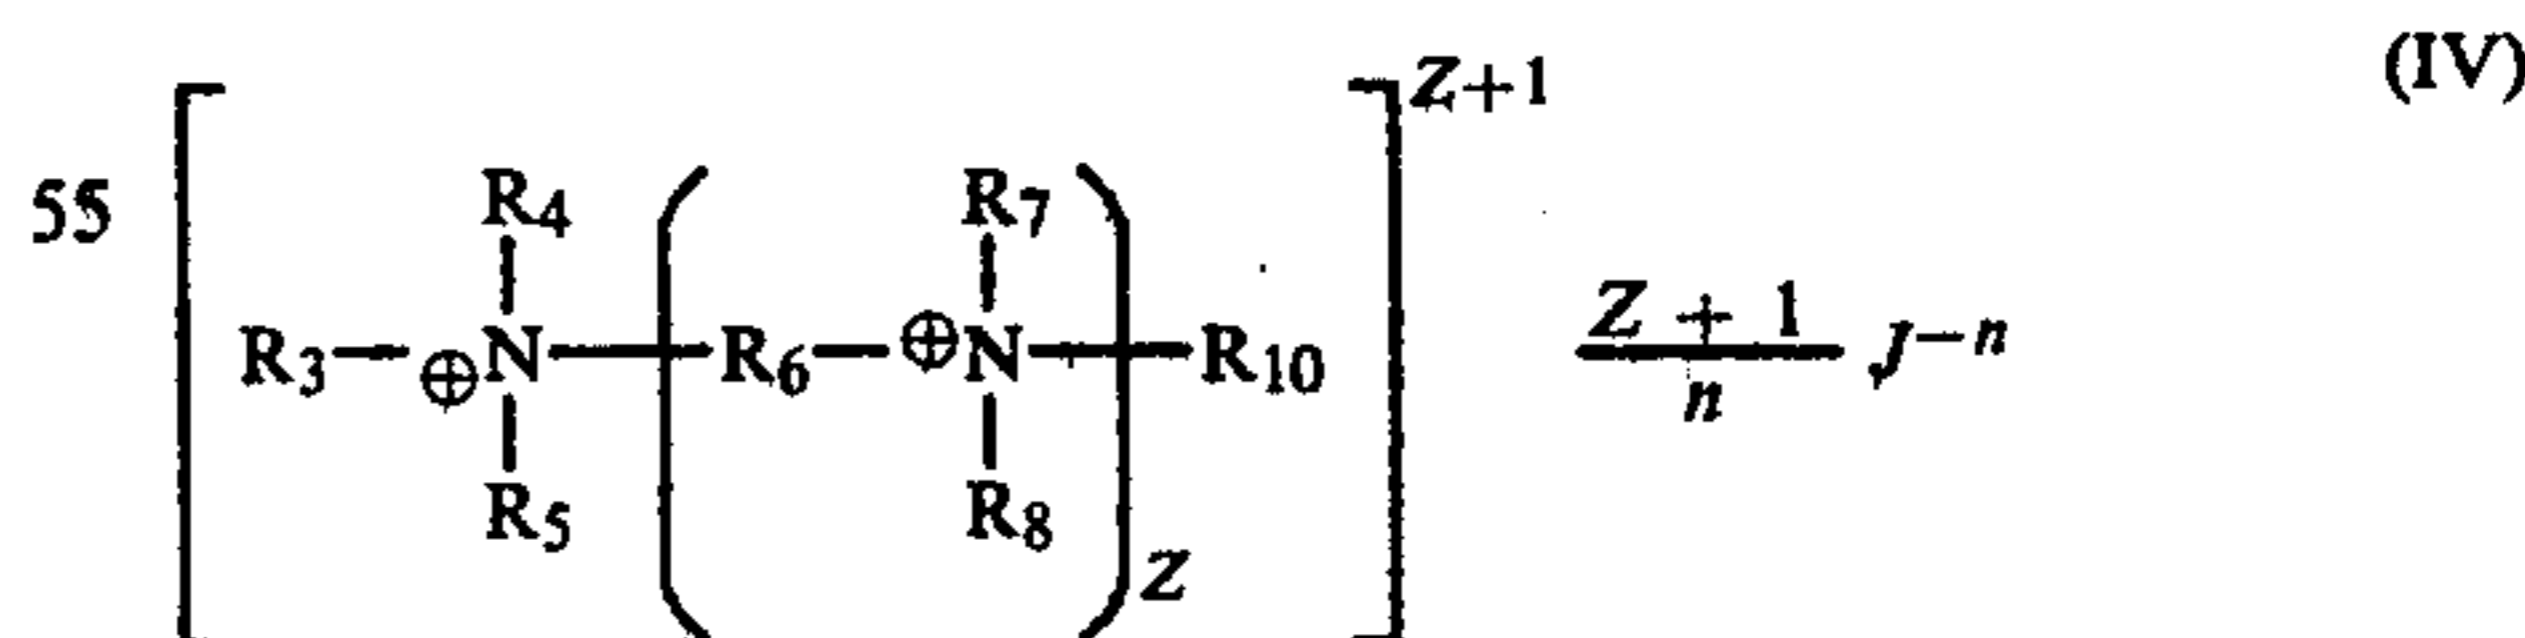 (IV)
Z+1
55
R4 R7
R3—⊕N—(R6—⊕N—)R10
R5 R8
Z
Z + 1
n
J−n